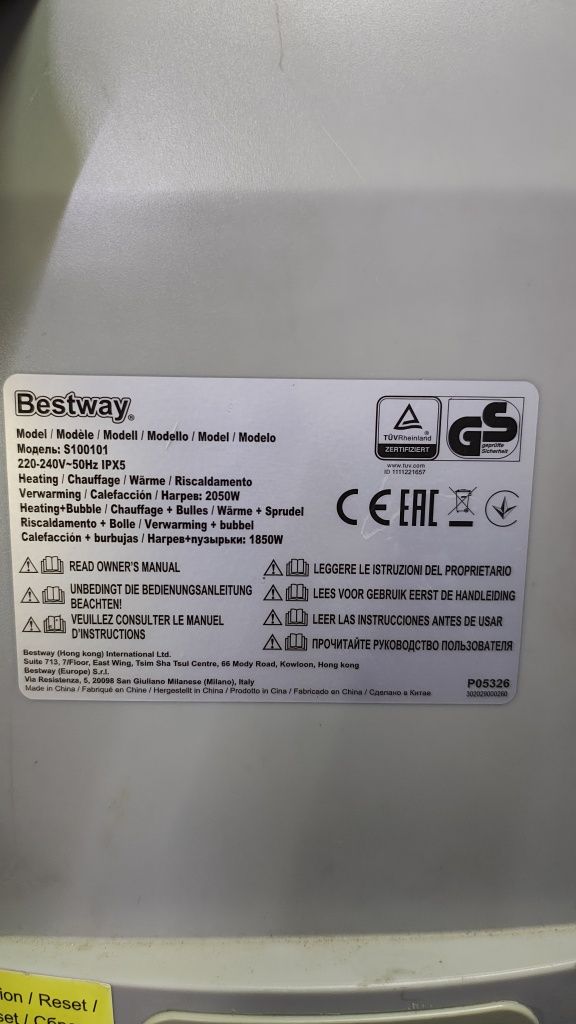 Bestway®
Model / Modèle / Modell / Modello / Model / Modelo
Модель: S100101
220-240V~50Hz IPX5
Heating / Chauffage / Wärme / Riscaldamento
Verwarming / Calefacción / Нагрев: 2050W
Heating+Bubble / Chauffage + Bulles / Wärme + Sprudel
Riscaldamento + Bolle / Verwarming + bubbel
Calefacción + burbujas / Нагрев+пузырьки: 1850W
TÜVRheinland
ZERTIFIZIERT
www.tuv.com
ID 1111221657
GS
geprüfte
Sicherheit
CE EAC
READ OWNER'S MANUAL
UNBEDINGT DIE BEDIENUNGSANLEITUNG
BEACHTEN!
VEUILLEZ CONSULTER LE MANUEL
D'INSTRUCTIONS
LEGGERE LE ISTRUZIONI DEL PROPRIETARIO
LEES VOOR GEBRUIK EERST DE HANDLEIDING
LEER LAS INSTRUCCIONES ANTES DE USAR
ПРОЧИТАЙТЕ РУКОВОДСТВО ПОЛЬЗОВАТЕЛЯ
Bestway (Hong kong) International Ltd.
Suite 713, 7/Floor, East Wing, Tsim Sha Tsui Centre, 66 Mody Road, Kowloon, Hong kong
Bestway (Europe) S.r.l.
Via Resistenza, 5, 20098 San Giuliano Milanese (Milano), Italy
Made in China / Fabriqué en Chine / Hergestellt in China / Prodotto in Cina / Fabricado en China / Сделано в Китае
P05326
302029000260
ion / Reset /
set / Сбро